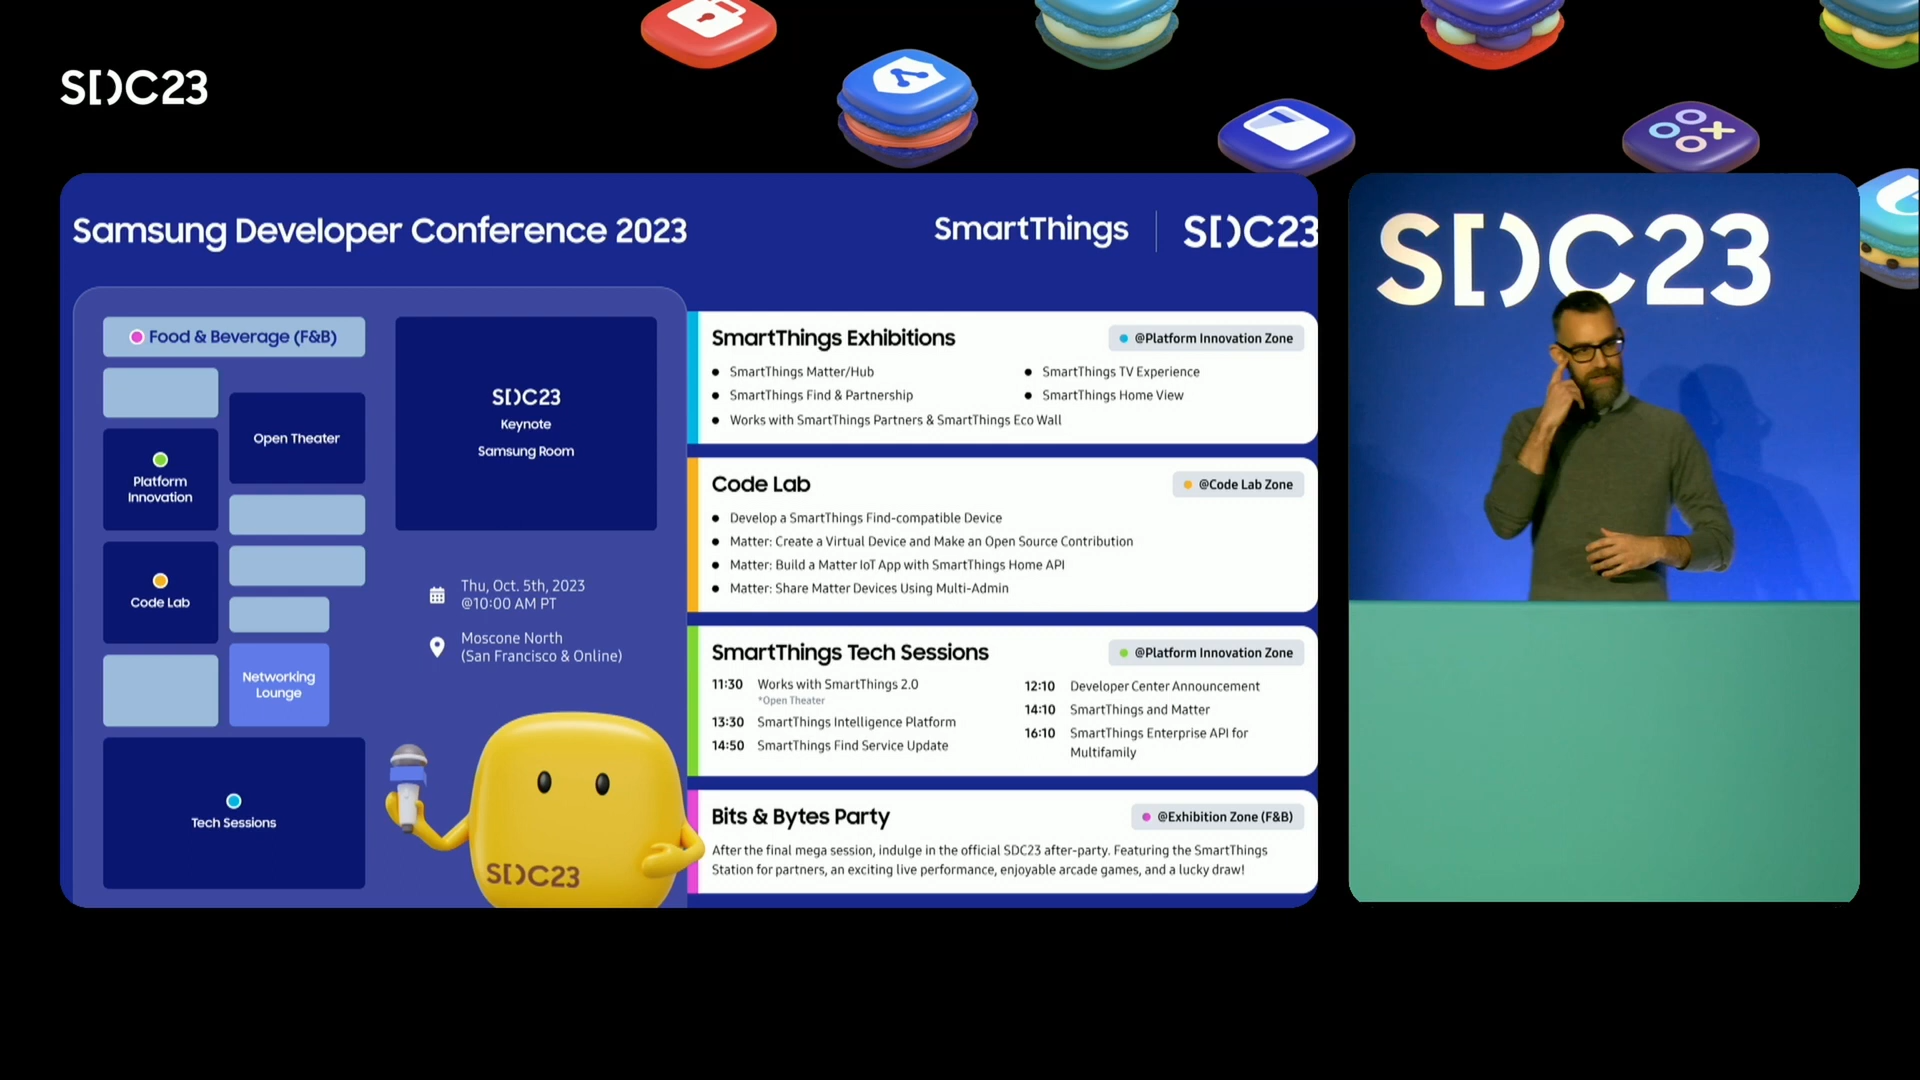 SDC23
Samsung Developer Conference 2023
SmartThings
SDC23
Food & Beverage (F&B)
Open Theater
Platform
Innovation
Code Lab
Networking
Lounge
Tech Sessions
SDC23
Keynote
Samsung Room
Thu, Oct. 5th, 2023
@10:00 AM PT
Moscone North
(San Francisco & Online)
SDC23
SmartThings Exhibitions
@Platform Innovation Zone
SmartThings Matter/Hub
SmartThings TV Experience
SmartThings Find & Partnership
SmartThings Home View
Works with SmartThings Partners & SmartThings Eco Wall
Code Lab
@Code Lab Zone
Develop a SmartThings Find-compatible Device
Matter: Create a Virtual Device and Make an Open Source Contribution
Matter: Build a Matter IoT App with SmartThings Home API
Matter: Share Matter Devices Using Multi-Admin
SmartThings Tech Sessions
@Platform Innovation Zone
11:30 Works with SmartThings 2.0
*Open Theater
13:30 SmartThings Intelligence Platform
14:50 SmartThings Find Service Update
12:10 Developer Center Announcement
14:10 SmartThings and Matter
16:10 SmartThings Enterprise API for
Multifamily
Bits & Bytes Party
@Exhibition Zone (F&B)
After the final mega session, indulge in the official SDC23 after-party. Featuring the SmartThings
Station for partners, an exciting live performance, enjoyable arcade games, and a lucky draw!
SDC23